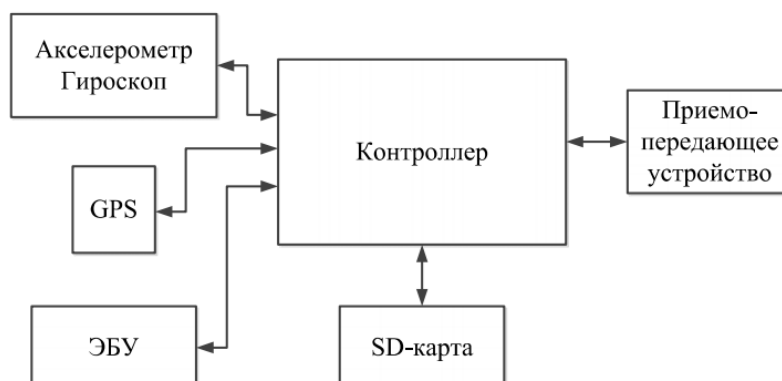 Акселерометр
Гироскоп
Контроллер
Приемо-
передающее
устройство
GPS
ЭБУ
SD-карта